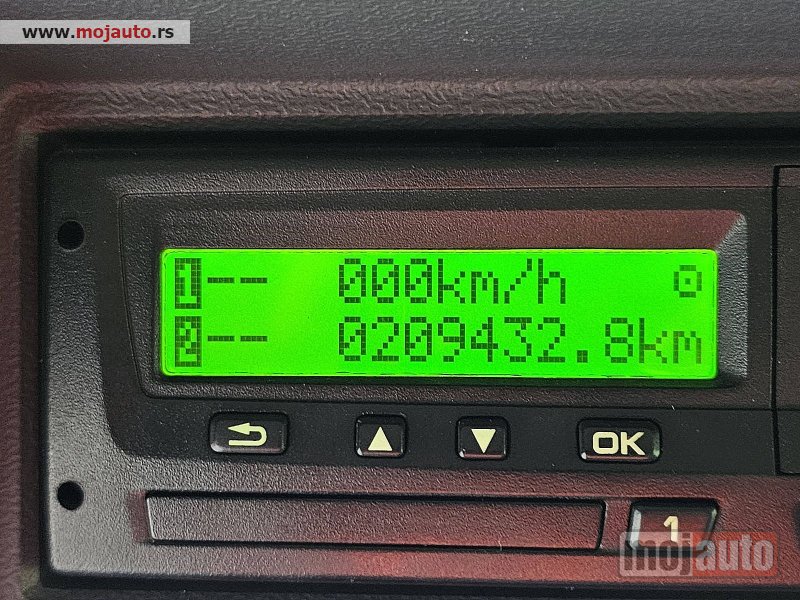 www.mojauto.rs
1-- 000km/h
2-- 0209432.8km
OK
1
mojauto